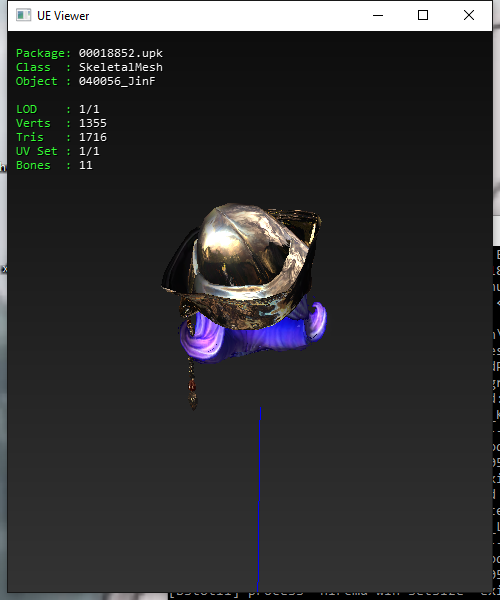 UE Viewer
Package: 00018852.upk
Class : SkeletalMesh
Object : 040056_JinF
LOD : 1/1
Verts : 1355
Tris : 1716
UV Set : 1/1
Bones : 11